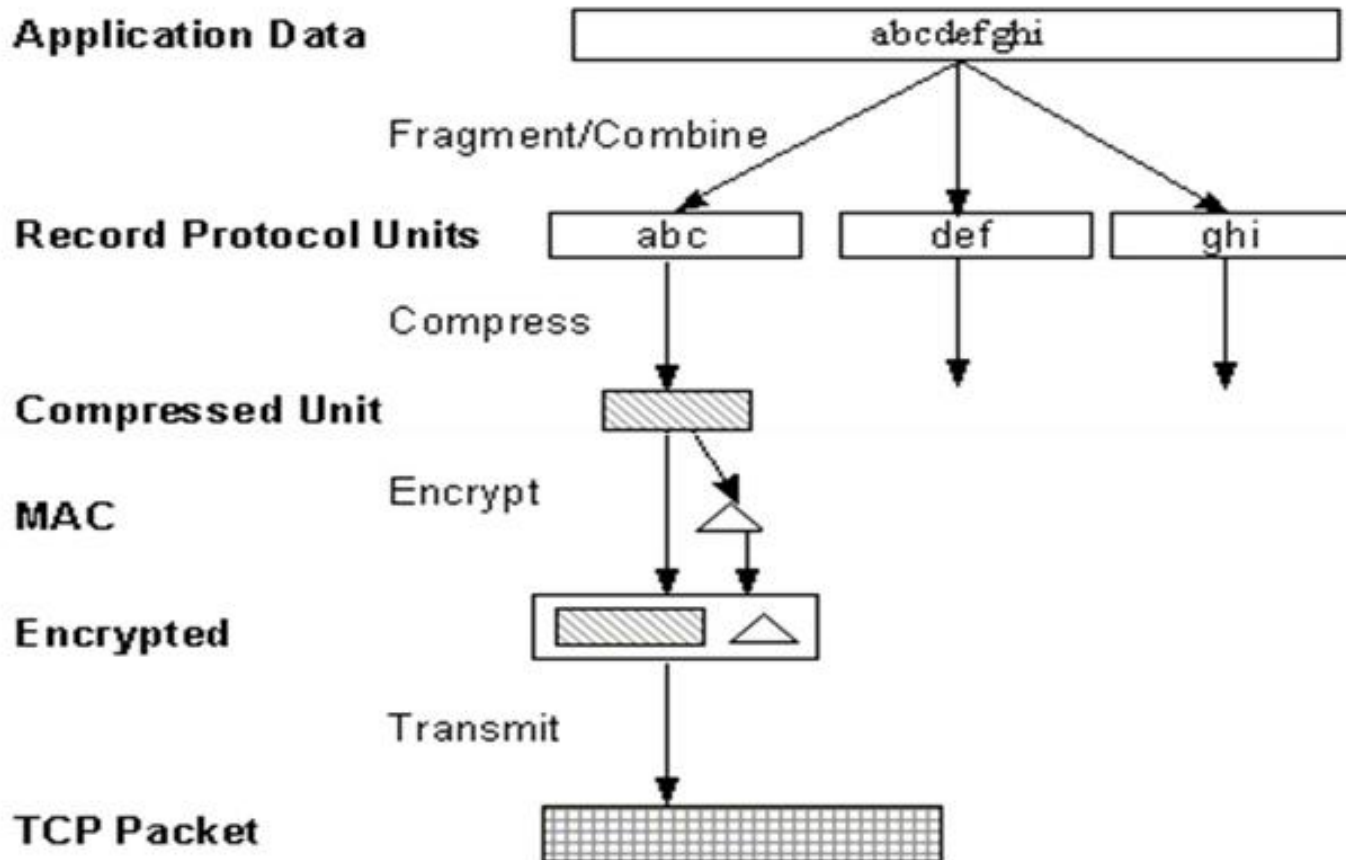 Application Data
abcdefghi
Fragment/Combine
Record Protocol Units
abc
def
ghi
Compress
Compressed Unit
Encrypt
MAC
Encrypted
Transmit
TCP Packet